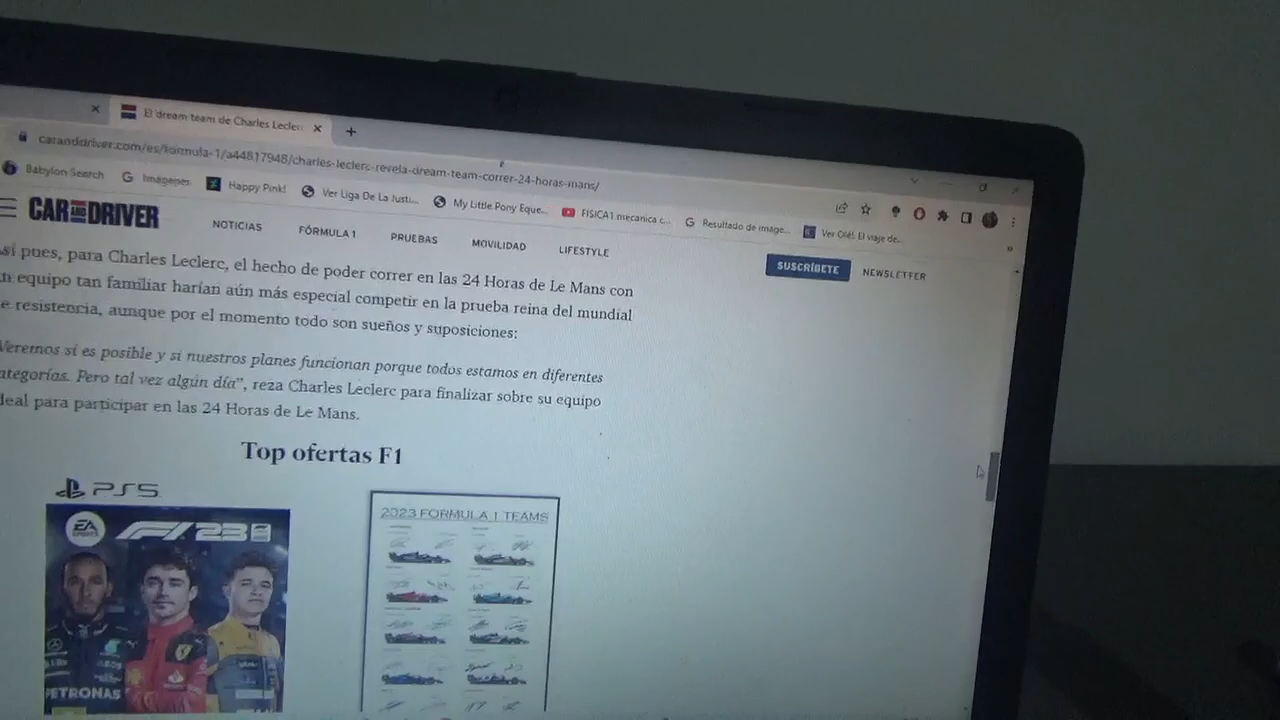 El dream team de Charles Lecler
caranddriver.com/es/formula-1/a44817948/charles-leclerc-revela-dream-team-correr-24-horas-mans/
Babylon Search Imágenes Happy Pink! Ver Liga De La Justi... My Little Pony Eque... FISICA1 mecanica c... Resultado de image... Ver Olé!. El viaje de...
CAR AND DRIVER NOTICIAS FÓRMULA 1 PRUEBAS MOVILIDAD LIFESTYLE SUSCRÍBETE NEWSLETTER
sí pues, para Charles Leclerc, el hecho de poder correr en las 24 Horas de Le Mans con
n equipo tan familiar harían aún más especial competir en la prueba reina del mundial
e resistencia, aunque por el momento todo son sueños y suposiciones:
Veremos si es posible y si nuestros planes funcionan porque todos estamos en diferentes
ategorías. Pero tal vez algún día”, reza Charles Leclerc para finalizar sobre su equipo
deal para participar en las 24 Horas de Le Mans.
Top ofertas F1
PS5
EA SPORTS F1 23
PETRONAS
2023 FORMULA 1 TEAMS